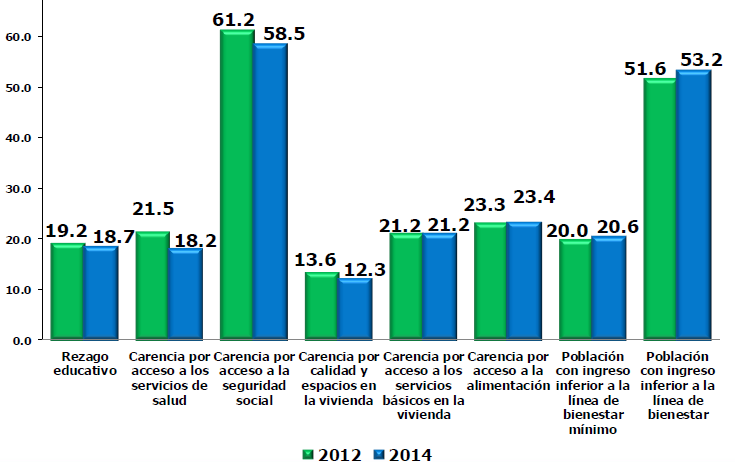 60.0
50.0
40.0
30.0
20.0
10.0
0.0
19.2
18.7
21.5
18.2
61.2
58.5
13.6
12.3
21.2
21.2
23.3
23.4
20.0
20.6
51.6
53.2
Rezago
educativo
Carencia por
acceso a los
servicios de
salud
Carencia por
acceso a la
seguridad
social
Carencia por
calidad y
espacios en
la vivienda
Carencia por
acceso a los
servicios
básicos en la
vivienda
Carencia por
acceso a la
alimentación
Población
con ingreso
inferior a la
línea de
bienestar
mínimo
Población
con ingreso
inferior a la
línea de
bienestar
2012
2014